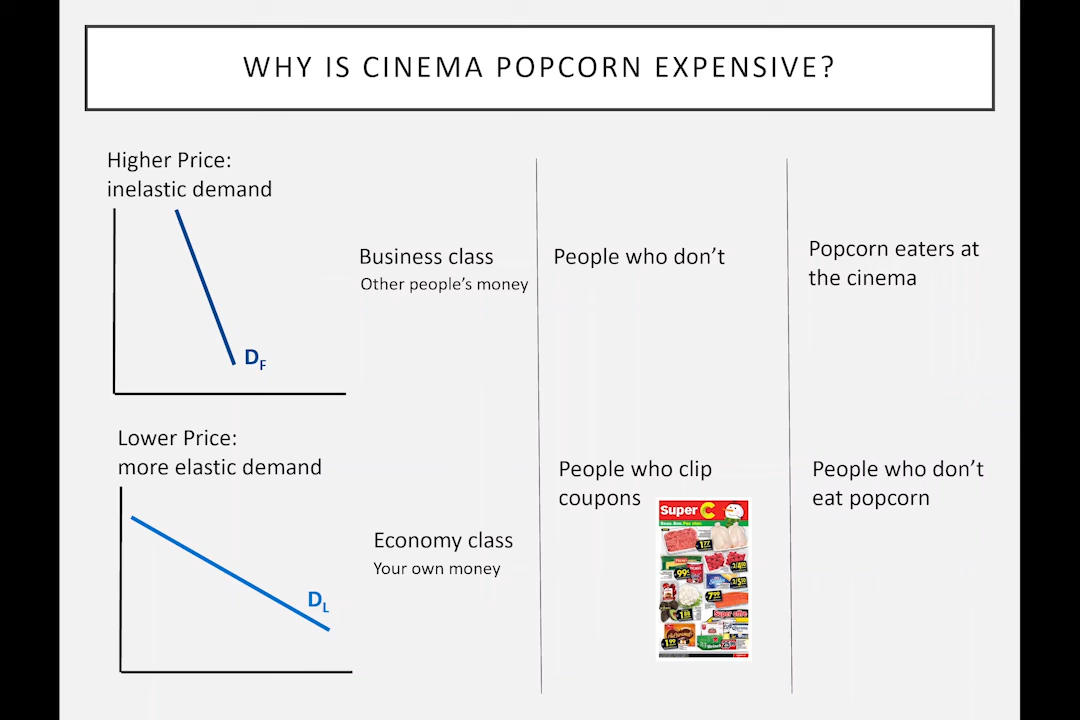 WHY IS CINEMA POPCORN EXPENSIVE?
Higher Price:
inelastic demand
D_F
Business class
Other people's money
People who don't
Popcorn eaters at
the cinema
Lower Price:
more elastic demand
D_L
Economy class
Your own money
People who clip
coupons
Super C
People who don't
eat popcorn